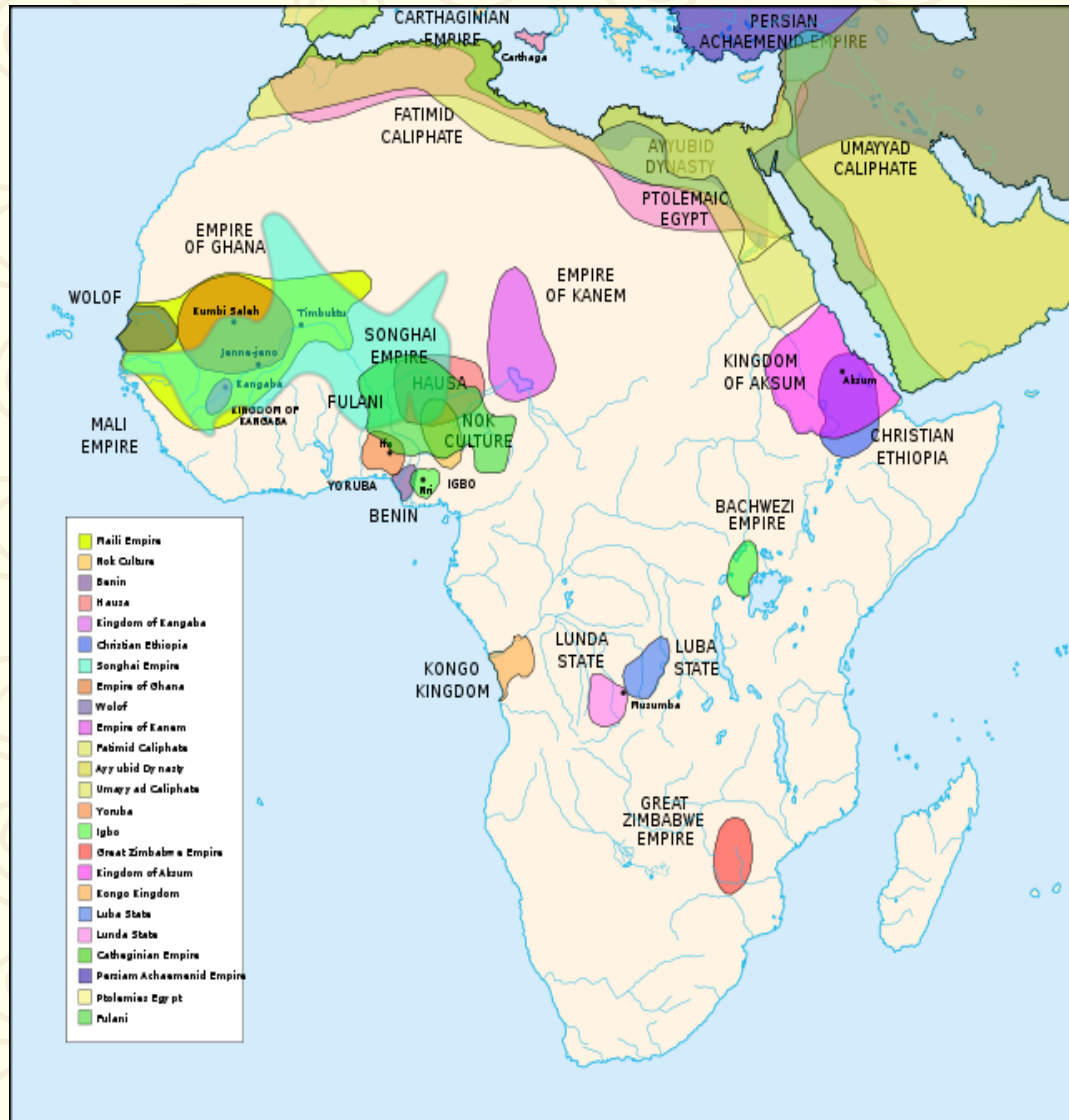 CARTHAGINIAN
EMPIRE
Carthaga
PERSIAN
ACHAEMENID EMPIRE
FATIMID
CALIPHATE
AYYUBID
DYNASTY
UMAYYAD
CALIPHATE
PTOLEMAIC
EGYPT
EMPIRE
OF GHANA
WOLOF
Kumbi Saleh
Timbuktu
EMPIRE
OF KANEM
SONGHAI
EMPIRE
Jenne-jeno
Kangaba
KINGDOM OF
KANGABA
MALI
EMPIRE
HAUSA
FULANI
NOK
CULTURE
Ife
YORUBA
Nri
IGBO
BENIN
KINGDOM
OF AKSUM
Aksum
CHRISTIAN
ETHIOPIA
BACHWEZI
EMPIRE
LUNDA
STATE
LUBA
STATE
KONGO
KINGDOM
Muzumba
GREAT
ZIMBABWE
EMPIRE
Maili Empire
Nok Culture
Benin
Hauza
Kingdom of Kangaba
Christian Ethiopia
Songhai Empire
Empire of Ghana
Wolof
Empire of Kanem
Fatimid Caliphate
Ayyubid Dynasty
Umayyad Caliphate
Yoruba
Igbo
Great Zimbabwe Empire
Kingdom of Aksum
Kongo Kingdom
Luba State
Lunda State
Cathaginian Empire
Persiam Achaemenid Empire
Ptolemies Egypt
Fulani